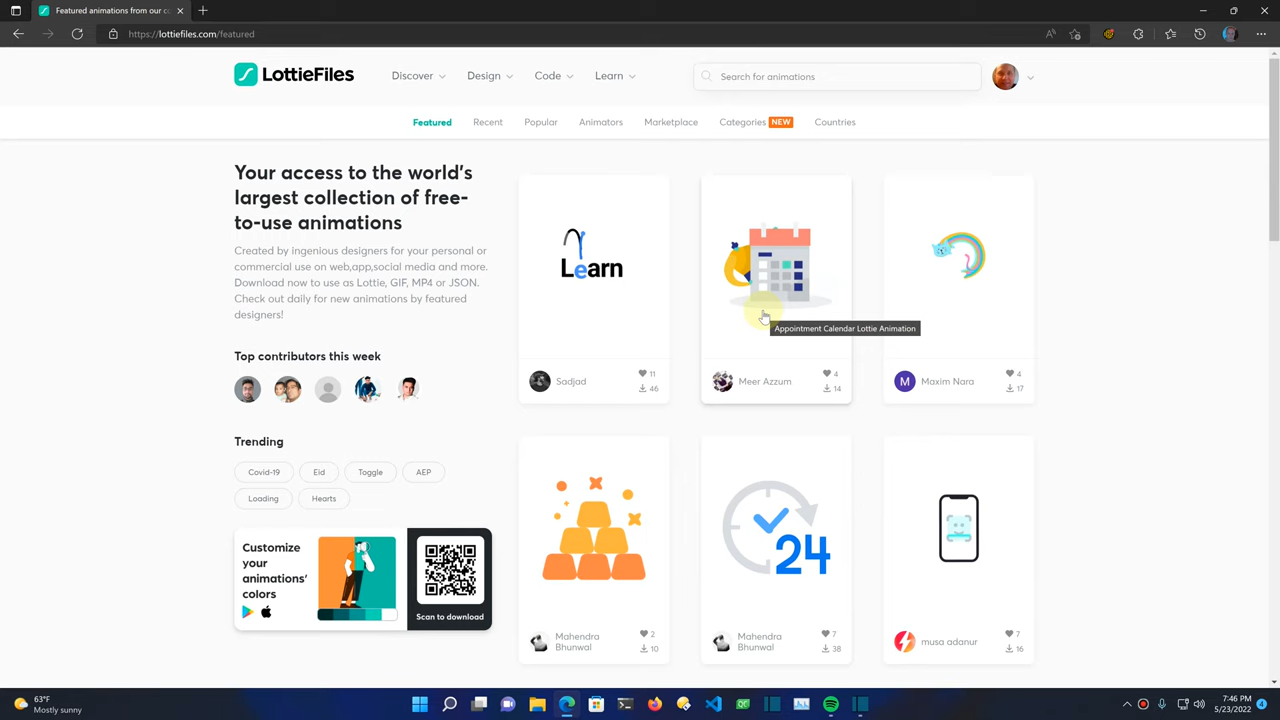 Featured animations from our co
https://lottiefiles.com/featured
LottieFiles
Discover
Design
Code
Learn
Search for animations
Featured
Recent
Popular
Animators
Marketplace
Categories NEW
Countries
Your access to the world's
largest collection of free-
to-use animations
Created by ingenious designers for your personal or
commercial use on web,app,social media and more.
Download now to use as Lottie, GIF, MP4 or JSON.
Check out daily for new animations by featured
designers!
Top contributors this week
Trending
Covid-19
Eid
Toggle
AEP
Loading
Hearts
Customize
your
animations'
colors
Scan to download
Learn
Sadjad
11
46
Appointment Calendar Lottie Animation
Meer Azzum
4
14
M
Maxim Nara
4
17
Mahendra
Bhunwal
2
10
24
Mahendra
Bhunwal
7
38
musa adanur
7
16
63°F
Mostly sunny
7:46 PM
5/23/2022